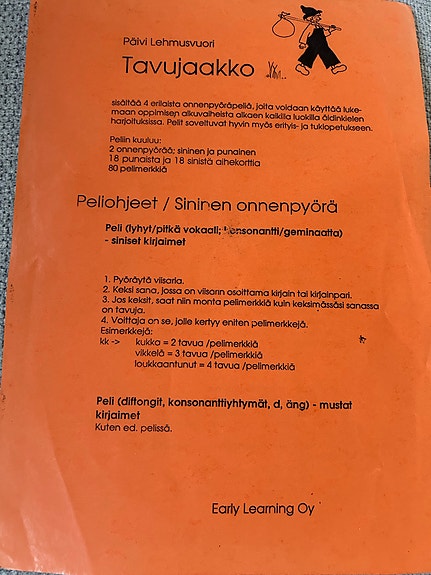 Päivi Lehmusvuori
Tavujaakko
sisältää 4 erilaista onnenpyöräpeliä, joita voidaan käyttää luke-
maan oppimisen alkuvaiheista alkaen kaikilla luokilla äidinkielen
harjoituksissa. Pelit soveltuvat hyvin myös erityis- ja tukiopetukseen.
Peliin kuuluu:
2 onnenpyörää; sininen ja punainen
18 punaista ja 18 sinistä aihekorttia
80 pelimerkkiä
Peliohjeet / Sininen onnenpyörä
Peli (lyhyt/pitkä vokaali; konsonantti/geminaatta)
- siniset kirjaimet
1. Pyöräytä viisaria.
2. Keksi sana, jossa on viisarin osoittama kirjain tai kirjainpari.
3. Jos keksit, saat niin monta pelimerkkiä kuin keksimässäsi sanassa
on tavuja.
4. Voittaja on se, jolle kertyy eniten pelimerkkejä.
Esimerkkejä:
kk -> kukko = 2 tavua /pelimerkkiä
vikkelä = 3 tavua /pelimerkkiä
loukkaantunut = 4 tavua /pelimerkkiä
Peli (diftongit, konsonanttiyhtymät, d, äng) - mustat
kirjaimet
Kuten ed. pelissä.
Early Learning Oy